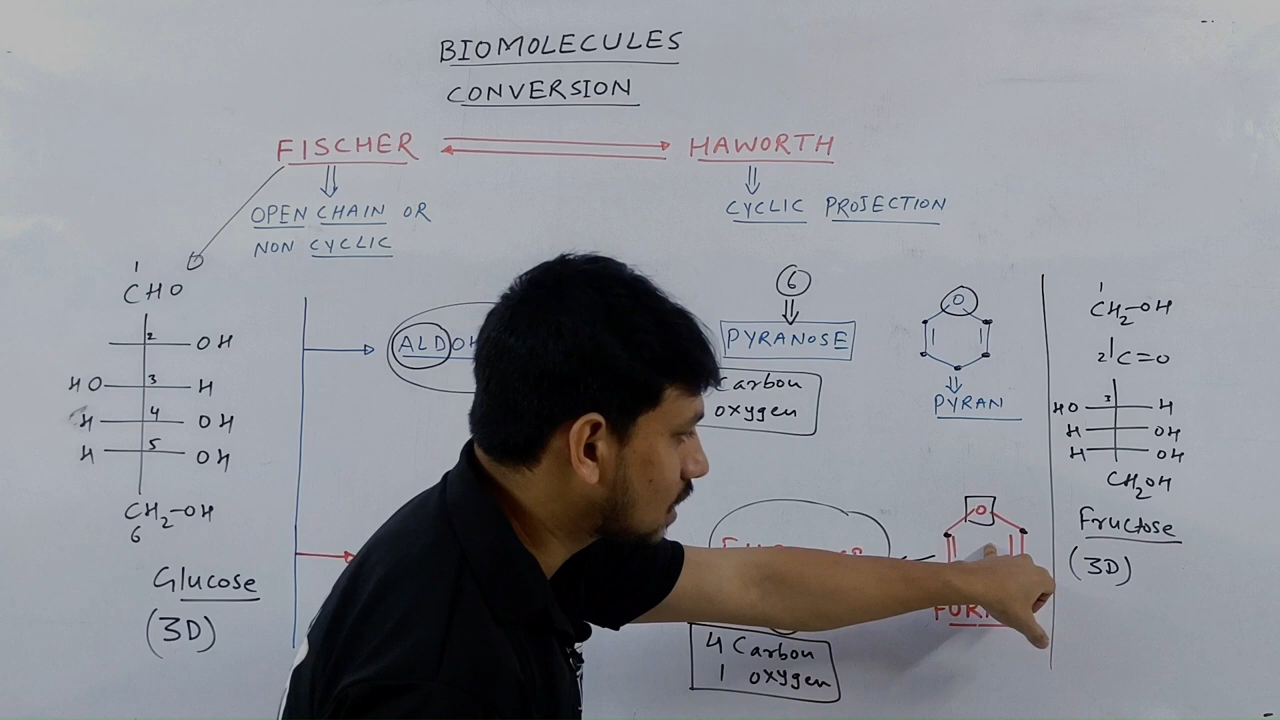 BIOMOLECULES
CONVERSION
FISCHER
HAWORTH
OPEN CHAIN OR
NON CYCLIC
CYCLIC PROJECTION
1
CHO
2 OH
HO 3 H
H 4 OH
H 5 OH
CH2-OH
6
Glucose
(3D)
6
PYRANOSE
Carbon
oxygen
O
PYRAN
4 Carbon
1 oxygen
O
1
CH2-OH
2 C=O
HO 3 H
H OH
H OH
CH2OH
Fructose
(3D)